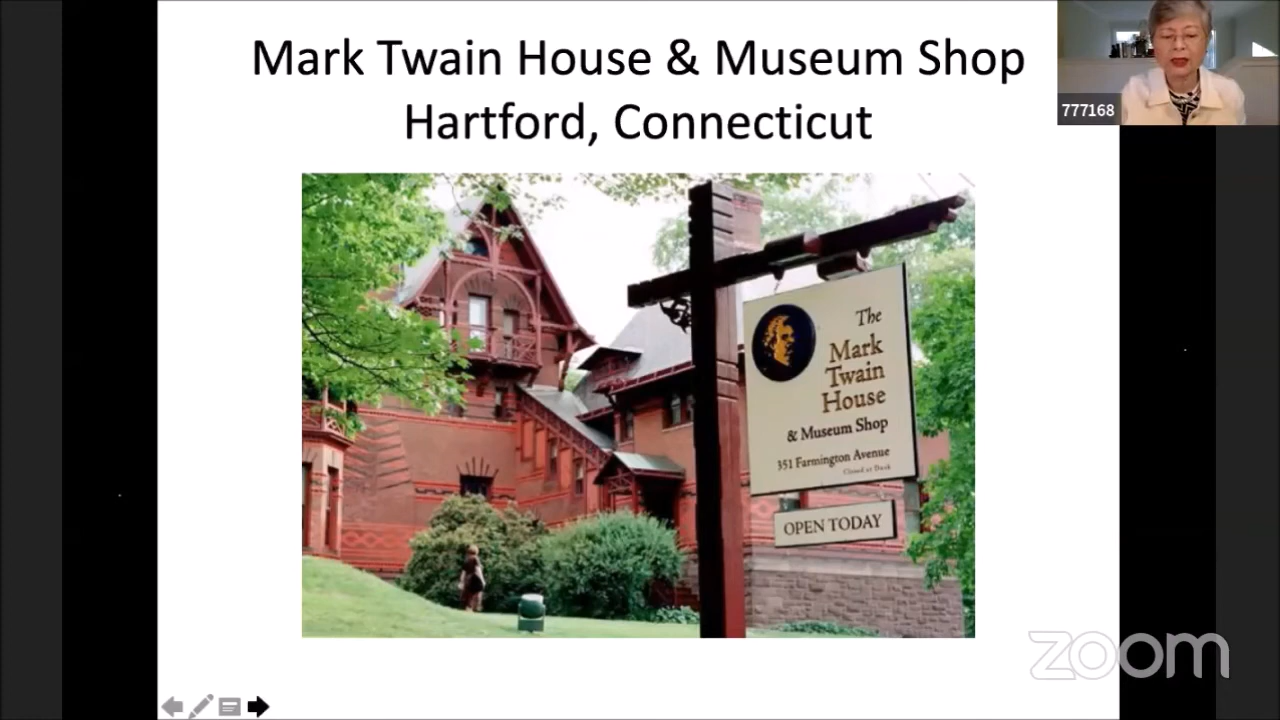 Mark Twain House & Museum Shop
Hartford, Connecticut
777168
The
Mark
Twain
House
& Museum Shop
351 Farmington Avenue
Closed at Dusk
OPEN TODAY
zoom